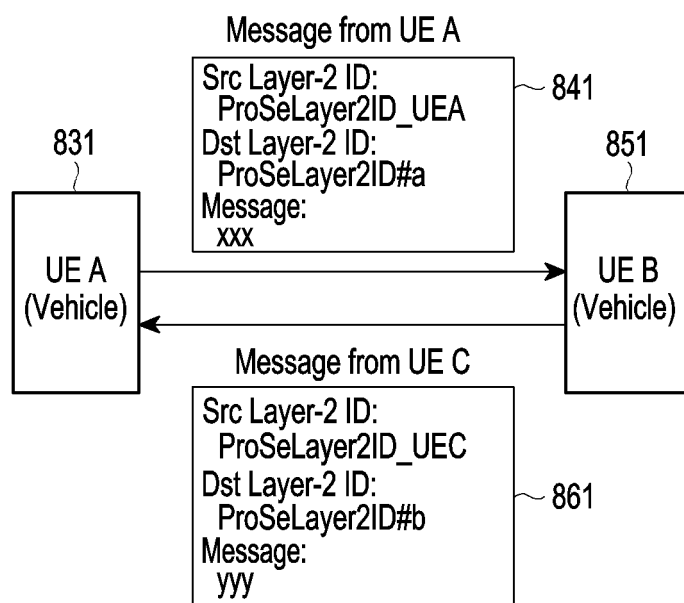 Message from UE A
Src Layer-2 ID:
ProSeLayer2ID_UEA
Dst Layer-2 ID:
ProSeLayer2ID#a
Message:
xxx
841
831
UE A
(Vehicle)
851
UE B
(Vehicle)
Message from UE C
Src Layer-2 ID:
ProSeLayer2ID_UEC
Dst Layer-2 ID:
ProSeLayer2ID#b
Message:
yyy
861